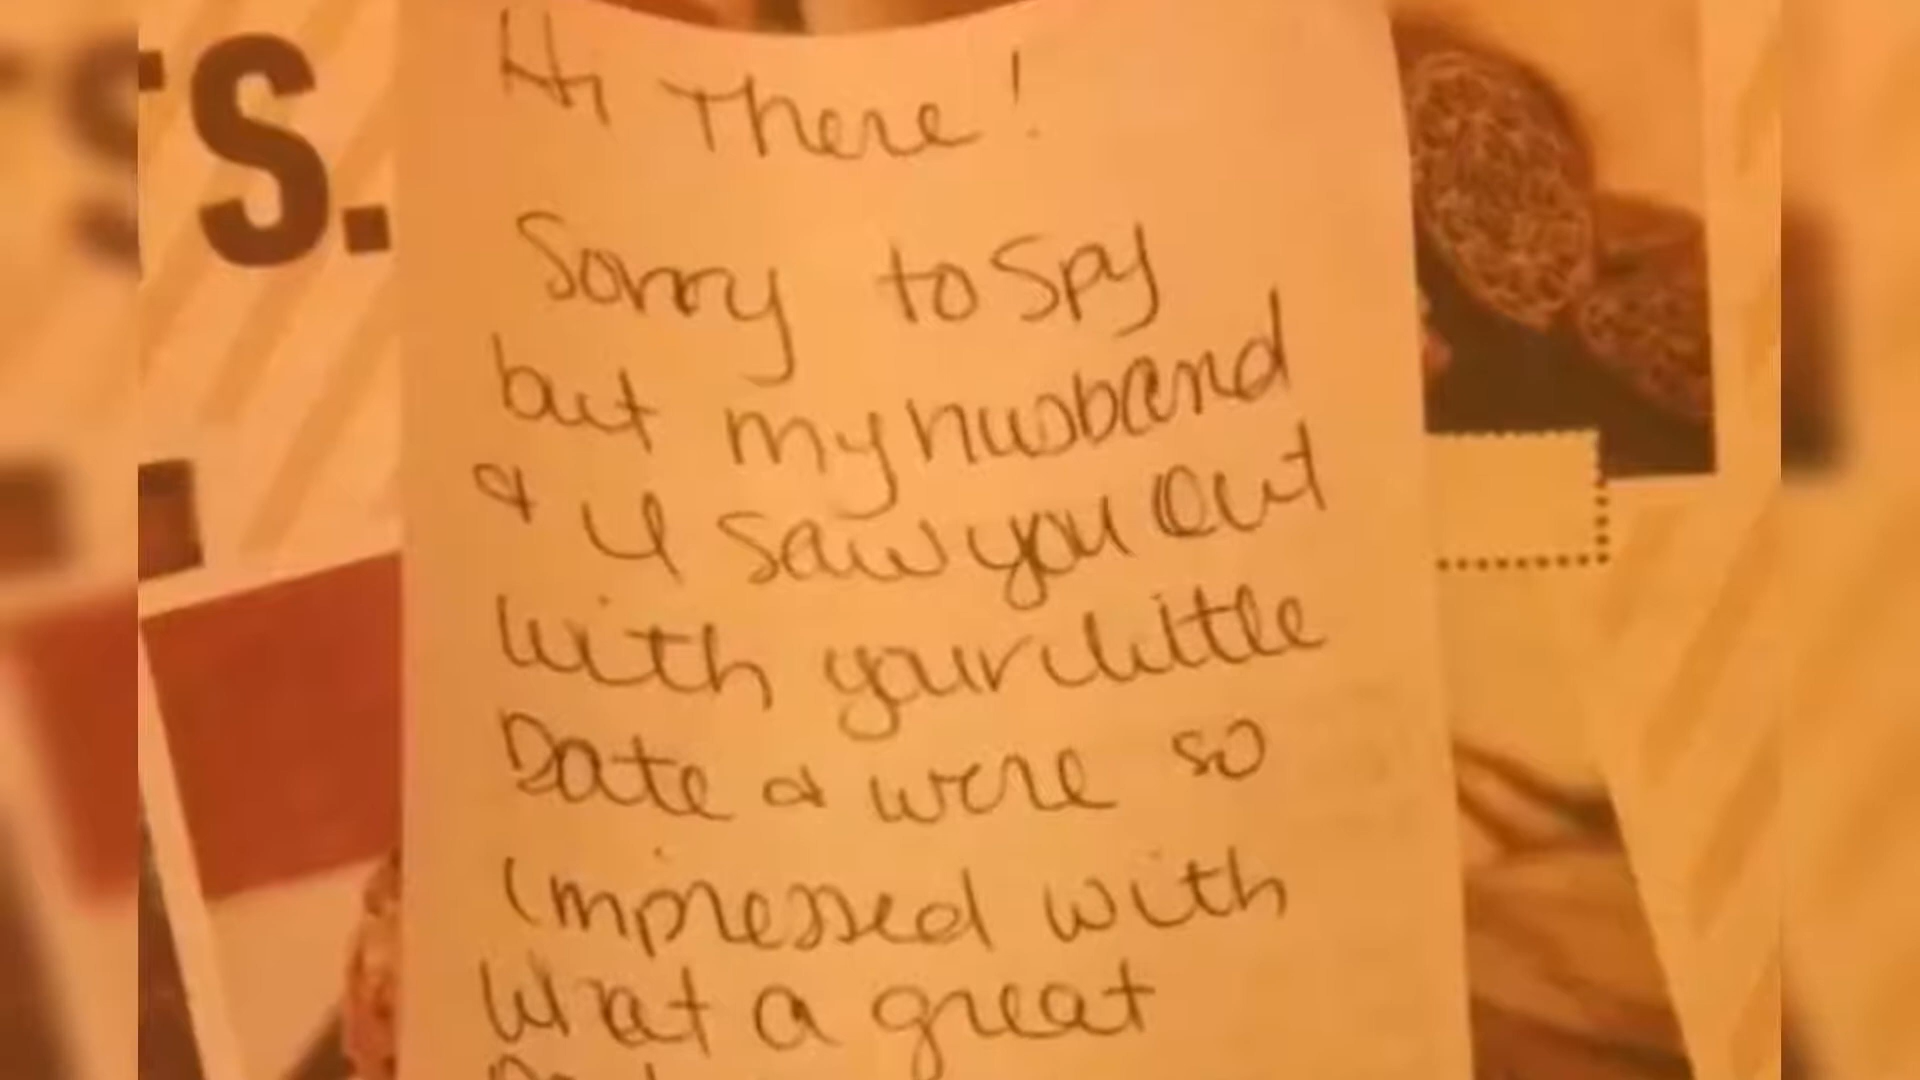 TS.
Hi There!
Sorry to Spy
but my husband
& I saw you out
with your little
Date & were so
impressed with
what a great